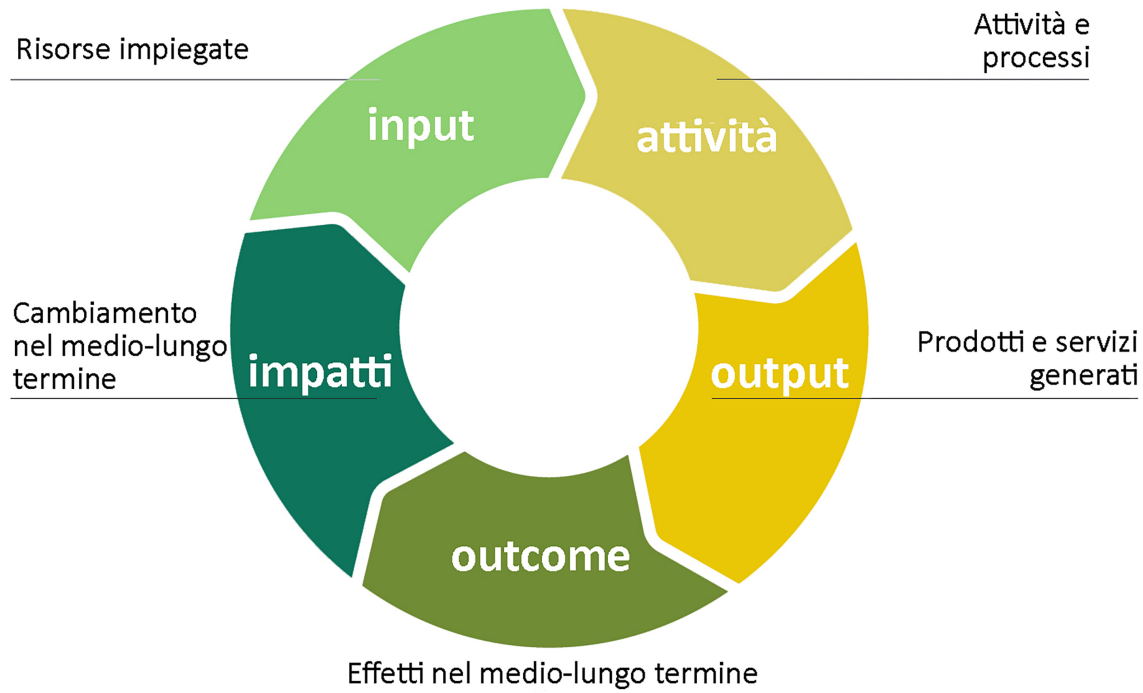 Risorse impiegate
Attività e
processi
input
attività
Cambiamento
nel medio-lungo
termine
impatti
Prodotti e servizi
generati
output
outcome
Effetti nel medio-lungo termine